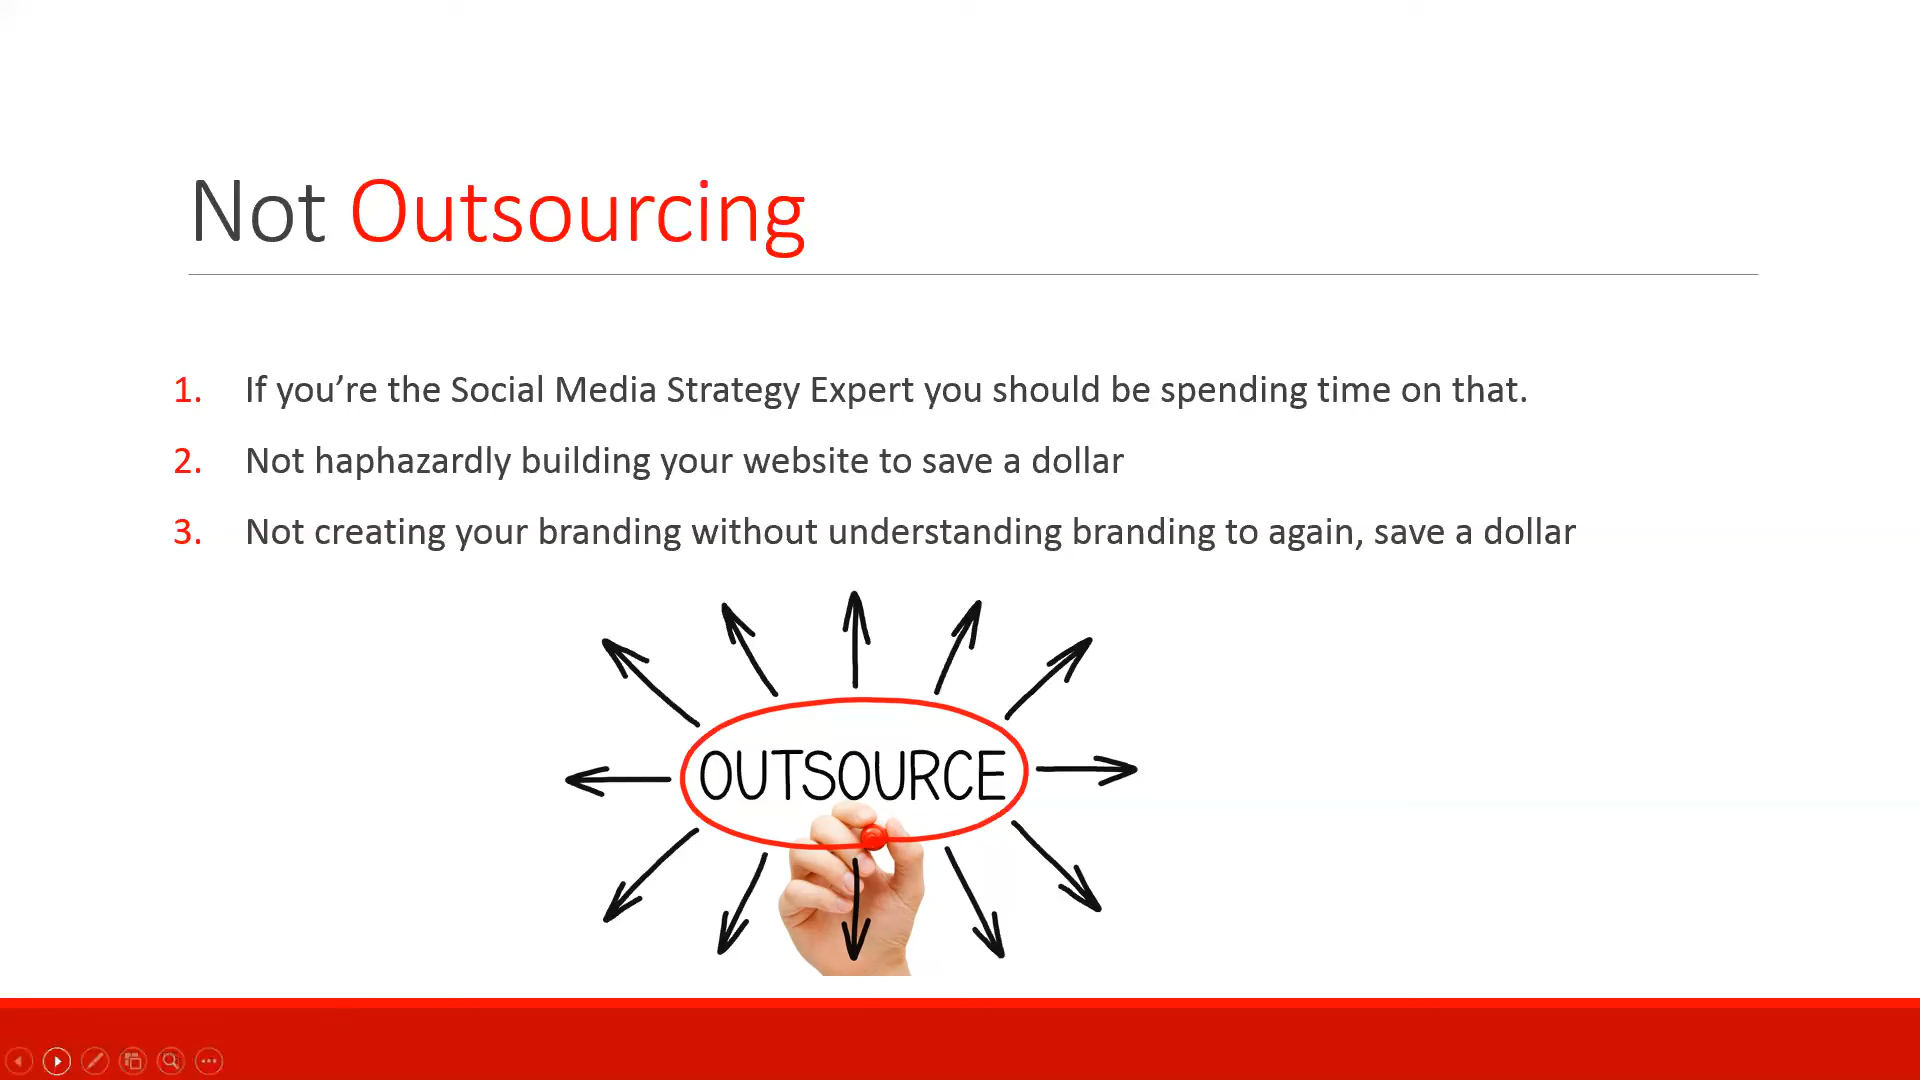 Not Outsourcing
1. If you’re the Social Media Strategy Expert you should be spending time on that.
2. Not haphazardly building your website to save a dollar
3. Not creating your branding without understanding branding to again, save a dollar
OUTSOURCE